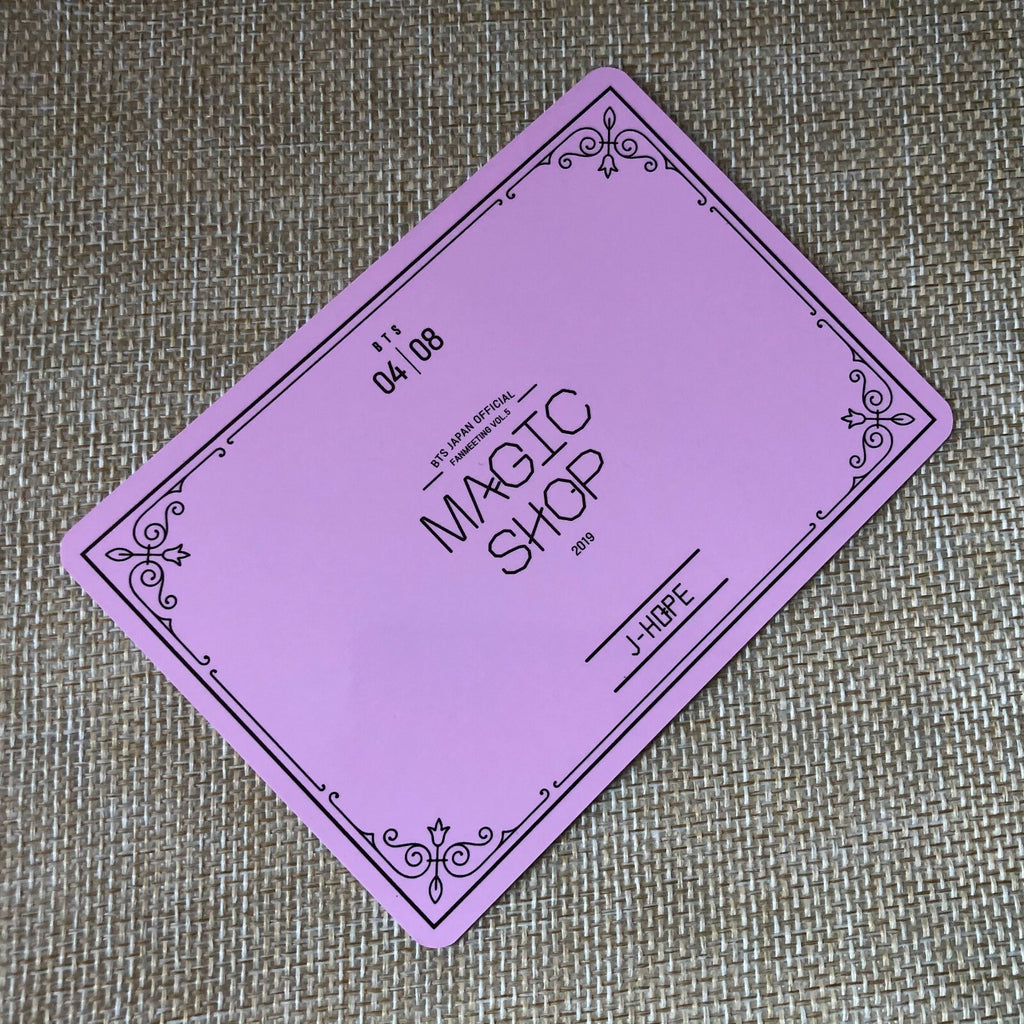 BTS
04|08
BTS JAPAN OFFICIAL
FANMEETING VOL.5
MAGIC
SHOP
2019
J-HOPE